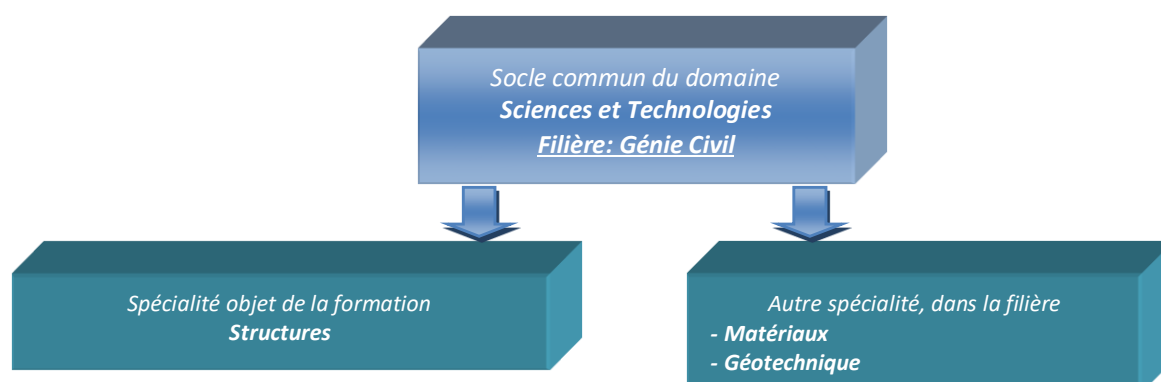 Socle commun du domaine
Sciences et Technologies
Filière: Génie Civil
Spécialité objet de la formation
Structures
Autre spécialité, dans la filière
- Matériaux
- Géotechnique